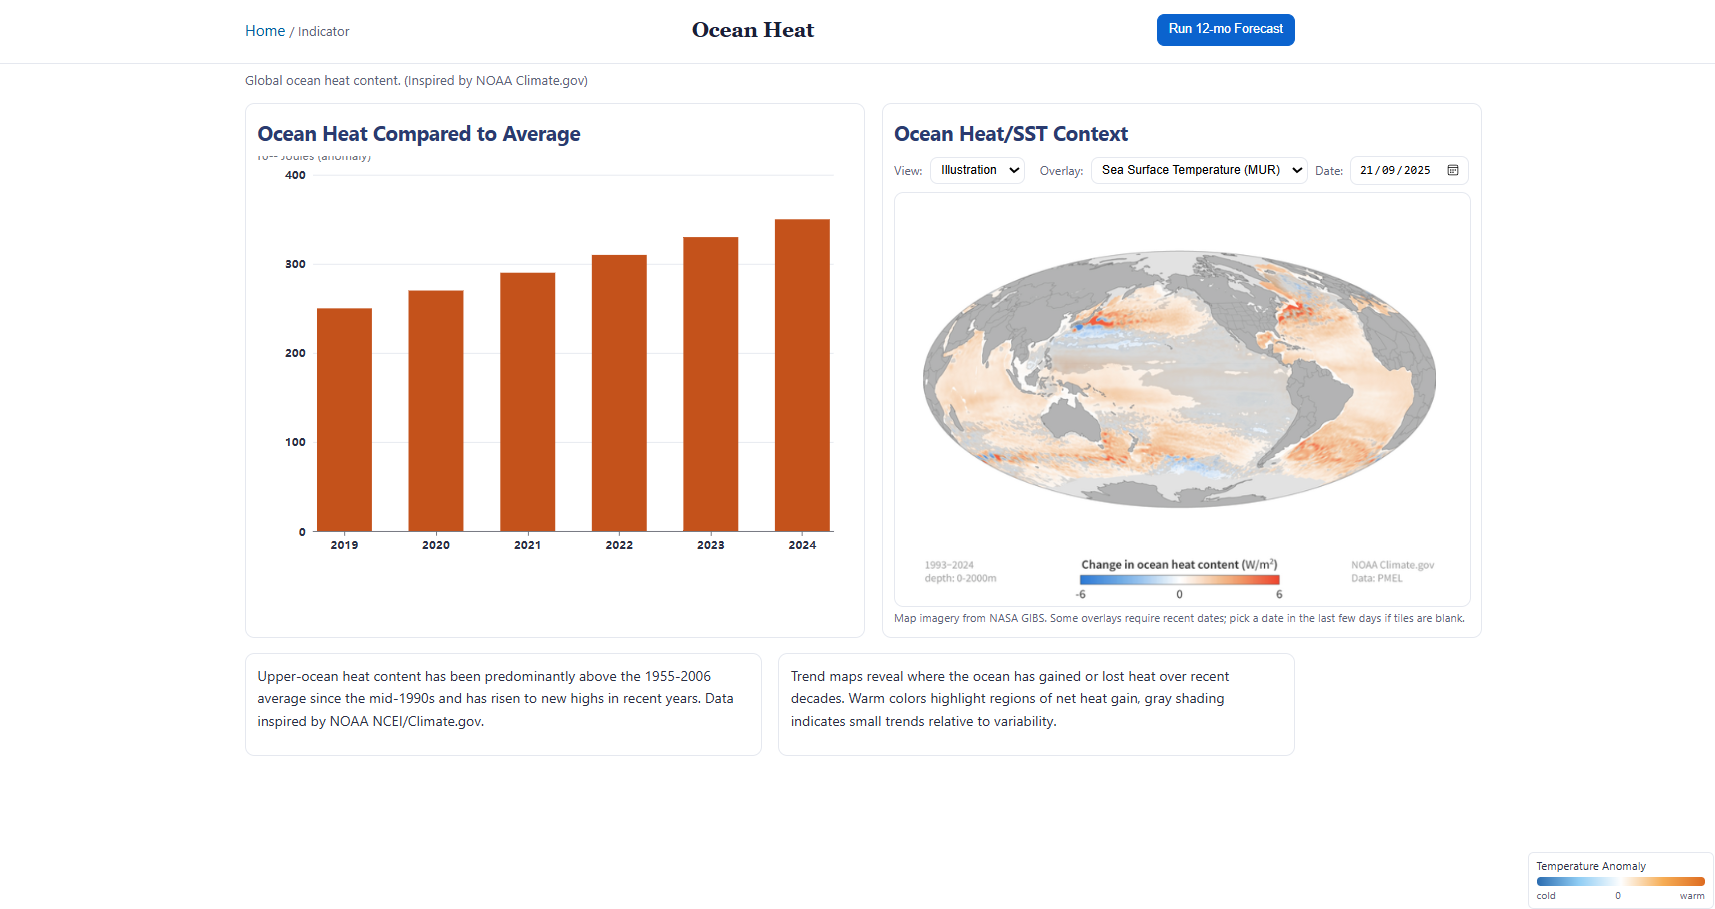 Home / Indicator
Ocean Heat
Run 12-mo Forecast
Global ocean heat content. (Inspired by NOAA Climate.gov)
Ocean Heat Compared to Average
Joules (anomaly)
400
300
200
100
0
2019 2020 2021 2022 2023 2024
Ocean Heat/SST Context
View: Illustration Overlay: Sea Surface Temperature (MUR) Date: 21/09/2025
1993–2024
depth: 0-2000m
Change in ocean heat content (W/m²)
-6 0 6
NOAA Climate.gov
Data: PMEL
Map imagery from NASA GIBS. Some overlays require recent dates; pick a date in the last few days if tiles are blank.
Upper-ocean heat content has been predominantly above the 1955-2006
average since the mid-1990s and has risen to new highs in recent years. Data
inspired by NOAA NCEI/Climate.gov.
Trend maps reveal where the ocean has gained or lost heat over recent
decades. Warm colors highlight regions of net heat gain, gray shading
indicates small trends relative to variability.
Temperature Anomaly
cold 0 warm